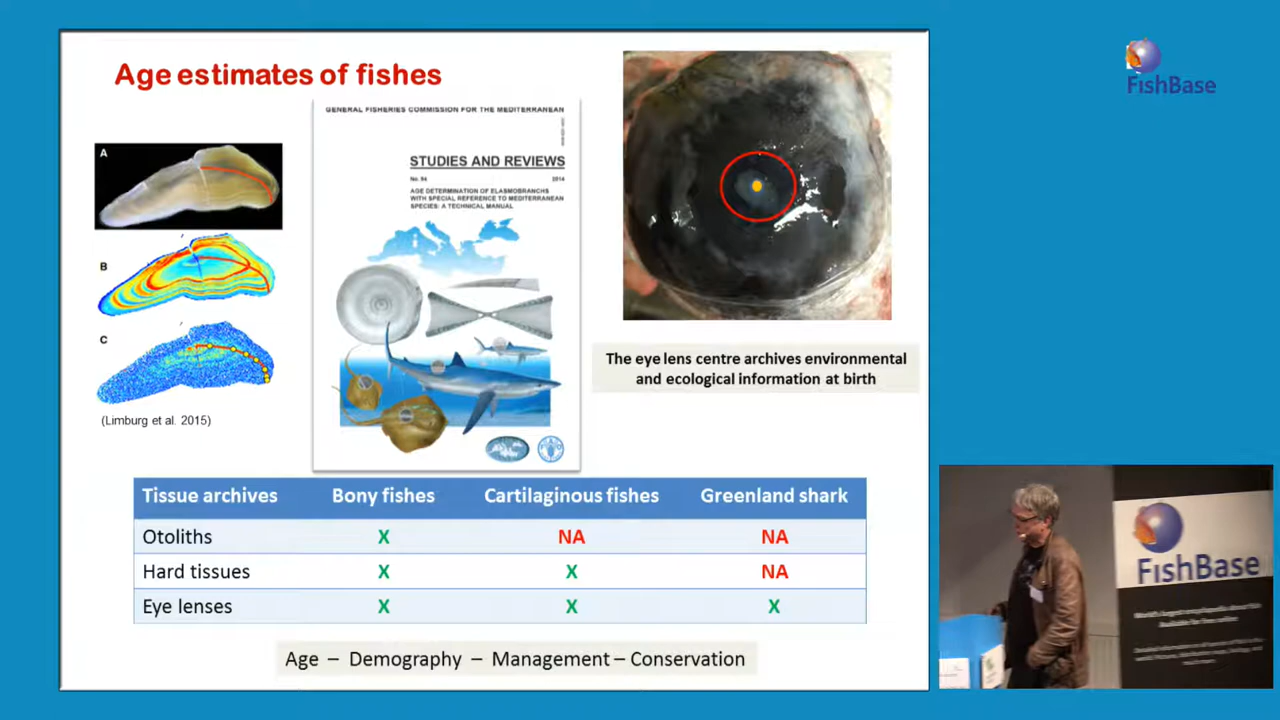 Age estimates of fishes
FishBase
GENERAL FISHERIES COMMISSION FOR THE MEDITERRANEAN
STUDIES AND REVIEWS
No. 94 2014
AGE DETERMINATION OF ELASMOBRANCHS
WITH SPECIAL REFERENCE TO MEDITERRANEAN
SPECIES: A TECHNICAL MANUAL
A
B
C
(Limburg et al. 2015)
The eye lens centre archives environmental
and ecological information at birth
Tissue archives Bony fishes Cartilaginous fishes Greenland shark
Otoliths X NA NA
Hard tissues X X NA
Eye lenses X X X
Age – Demography – Management – Conservation
FishBase